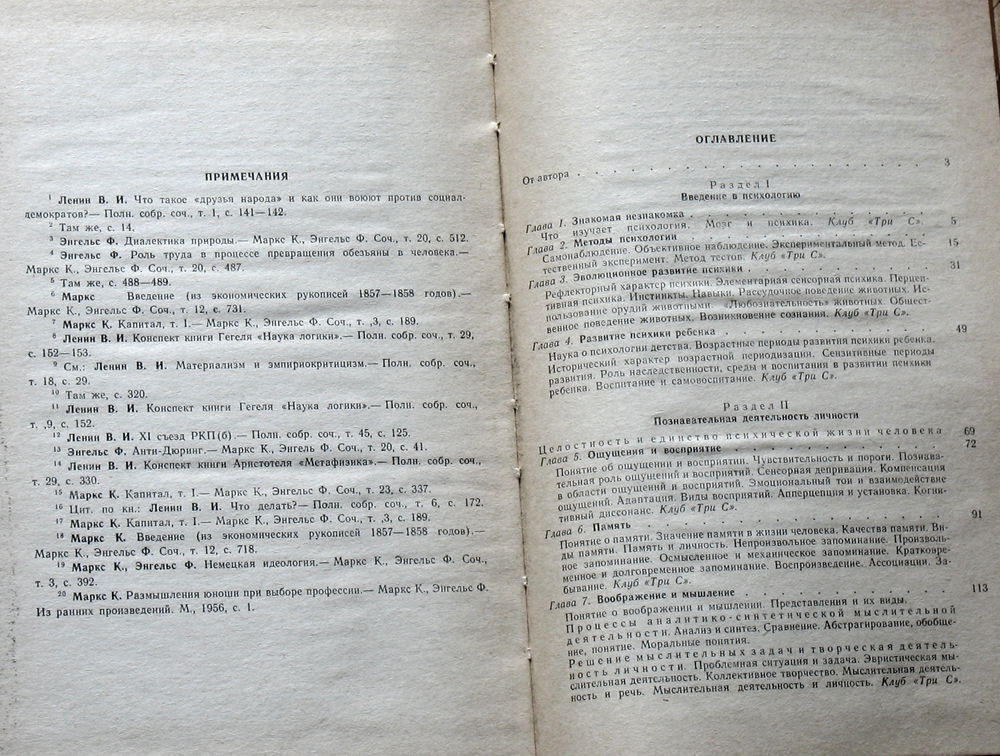 ПРИМЕЧАНИЯ
1 Ленин В. И. Что такое «друзья народа» и как они воюют против социал-
демократов?— Полн. собр. соч., т. 1, с. 141—142.
2 Там же, с. 14.
3 Энгельс Ф. Диалектика природы.— Маркс К., Энгельс Ф. Соч., т. 20, с. 512.
4 Энгельс Ф. Роль труда в процессе превращения обезьяны в человека.—
Маркс К., Энгельс Ф. Соч., т. 20, с. 487.
5 Там же, с. 488—489.
6 Маркс Введение (из экономических рукописей 1857—1858 годов).—
Маркс К., Энгельс Ф. Соч., т. 12, с. 731.
7 Маркс К. Капитал, т. I.— Маркс К., Энгельс Ф. Соч., т. ,3, с. 189.
8 Ленин В. И. Конспект книги Гегеля «Наука логики».— Полн. собр. соч., т. 29,
с. 152—153.
9 См.: Ленин В. И. Материализм и эмпириокритицизм.— Полн. собр. соч.,
т. 18, с. 29.
10 Там же, с. 320.
11 Ленин В. И. Конспект книги Гегеля «Наука логики».— Полн. собр. соч.,
т. ,9, с. 152.
12 Ленин В. И. XI съезд РКП(б).— Полн. собр. соч., т. 45, с. 125.
13 Энгельс Ф. Анти-Дюринг.— Маркс К., Энгель Ф. Соч., т. 20, с. 41.
14 Ленин В. И. Конспект книги Аристотеля «Метафизика».— Полн. собр. соч.,
т. 29, с. 330.
15 Маркс К. Капитал, т. I.— Маркс К., Энгельс Ф. Соч., т. 23, с. 337.
16 Цит. по кн.: Ленин В. И. Что делать?— Полн. собр. соч., т. 6, с. 172.
17 Маркс К. Капитал, т. I.— Маркс К., Энгельс Ф. Соч., т. ,3, с. 189.
18 Маркс К. Введение (из экономических рукописей 1857—1858 годов).—
Маркс К., Энгельс Ф. Соч., т. 12, с. 718.
19 Маркс К., Энгельс Ф. Немецкая идеология.— Маркс К., Энгельс Ф. Соч.,
т. 3, с. 392.
20 Маркс К. Размышления юноши при выборе профессии.— Маркс К., Энгельс Ф.
Из ранних произведений. М., 1956, с. 1.
ОГЛАВЛЕНИЕ
От автора . . . . . . . . . . . . . . . . . 3
Раздел I
Введение в психологию
Глава 1. Знакомая незнакомка . . . . . . . . . . . . 5
Что изучает психология. Мозг и психика. Клуб «Три С».
Глава 2. Методы психологии . . . . . . . . . . . . 15
Самонаблюдение. Объективное наблюдение. Экспериментальный метод. Ес-
тественный эксперимент. Метод тестов. Клуб «Три С».
Глава 3. Эволюционное развитие психики . . . . . . . . . 31
Рефлекторный характер психики. Элементарная сенсорная психика. Перцеп-
тивная психика. Инстинкты. Навыки. Рассудочное поведение животных. Ис-
пользование орудий животными. «Любознательность» животных. Общест-
венное поведение животных. Возникновение сознания. Клуб «Три С».
Глава 4. Развитие психики ребенка . . . . . . . . . . 49
Наука о психологии детства. Возрастные периоды развития психики ребенка.
Исторический характер возрастной периодизации. Сензитивные периоды
развития. Роль наследственности, среды и воспитания в развитии психики
ребенка. Воспитание и самовоспитание. Клуб «Три С».
Раздел II
Познавательная деятельность личности
Целостность и единство психической жизни человека 69
Глава 5. Ощущения и восприятие . . . . . . . . . . . 72
Понятие об ощущении и восприятии. Чувствительность и пороги. Познава-
тельная роль ощущений и восприятий. Сенсорная депривация. Компенсация
в области ощущений и восприятий. Эмоциональный тон и взаимодействие
ощущений. Адаптация. Виды восприятий. Апперцепция и установка. Когни-
тивный диссонанс. Клуб «Три С».
Глава 6. Память . . . . . . . . . . . . . . . 91
Понятие о памяти. Значение памяти в жизни человека. Качества памяти. Ви-
ды памяти. Память и личность. Непроизвольное запоминание. Произволь-
ное запоминание. Осмысленное и механическое запоминание. Кратковре-
менное и долговременное запоминание. Воспроизведение. Ассоциации. За-
бывание. Клуб «Три С».
Глава 7. Воображение и мышление . . . . . . . . . . 113
Понятие о воображении и мышлении. Представления и их виды.
Процессы аналитико-синтетической мыслительной
деятельности. Анализ и синтез. Сравнение. Абстрагирование, обобще-
ние, понятие. Моральные понятия.
Решение мыслительных задач и творческая деятель-
ность личности. Проблемная ситуация и задача. Эвристическая мы-
слительная деятельность. Коллективное творчество. Мыслительная деятель-
ность и речь. Мыслительная деятельность и личность. Клуб «Три С».